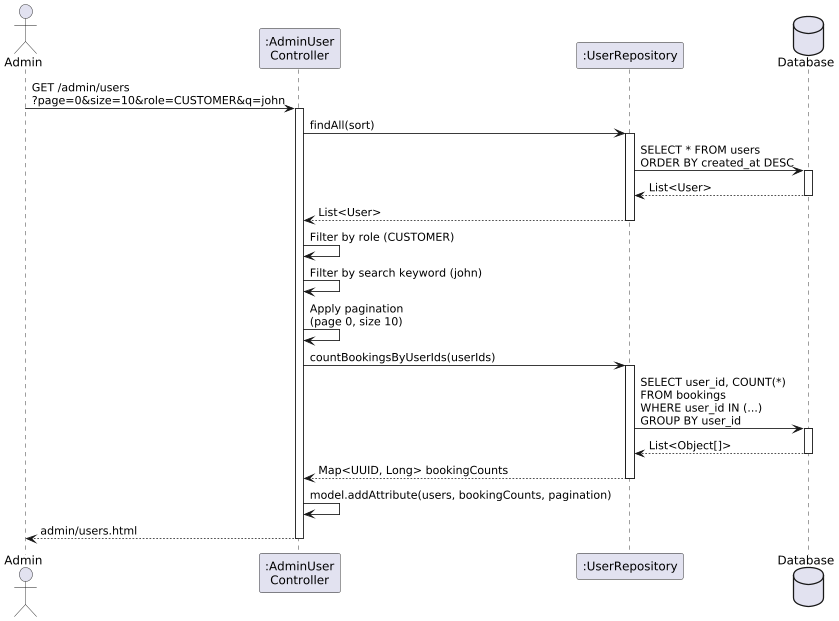 Admin
:AdminUser
Controller
:UserRepository
Database
GET /admin/users
?page=0&size=10&role=CUSTOMER&q=john
findAll(sort)
SELECT * FROM users
ORDER BY created_at DESC
List<User>
List<User>
Filter by role (CUSTOMER)
Filter by search keyword (john)
Apply pagination
(page 0, size 10)
countBookingsByUserIds(userIds)
SELECT user_id, COUNT(*)
FROM bookings
WHERE user_id IN (...)
GROUP BY user_id
List<Object[]>
Map<UUID, Long> bookingCounts
model.addAttribute(users, bookingCounts, pagination)
admin/users.html
Admin
:AdminUser
Controller
:UserRepository
Database